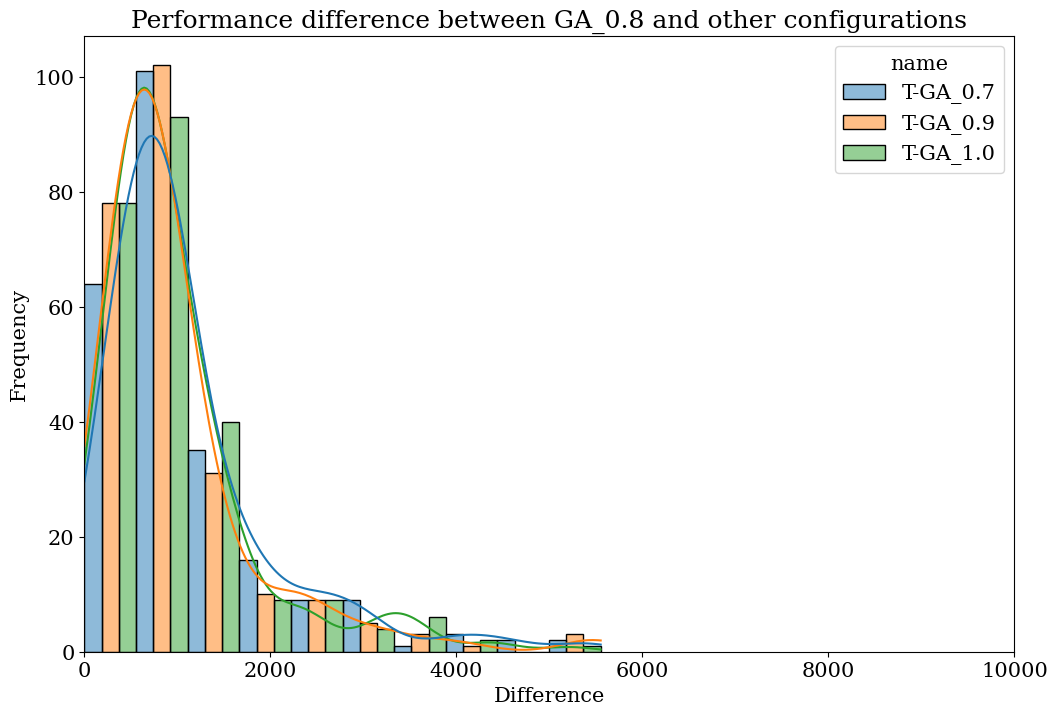 Performance difference between GA_0.8 and other configurations
name
T-GA_0.7
T-GA_0.9
T-GA_1.0
Frequency
100
80
60
40
20
0
0 2000 4000 6000 8000 10000
Difference